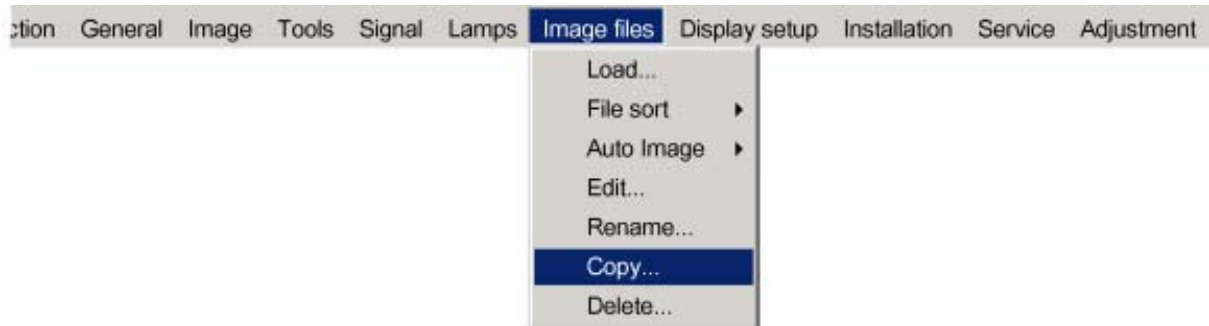 ction General Image Tools Signal Lamps Image files Display setup Installation Service Adjustment
Load...
File sort
Auto Image
Edit...
Rename...
Copy...
Delete...